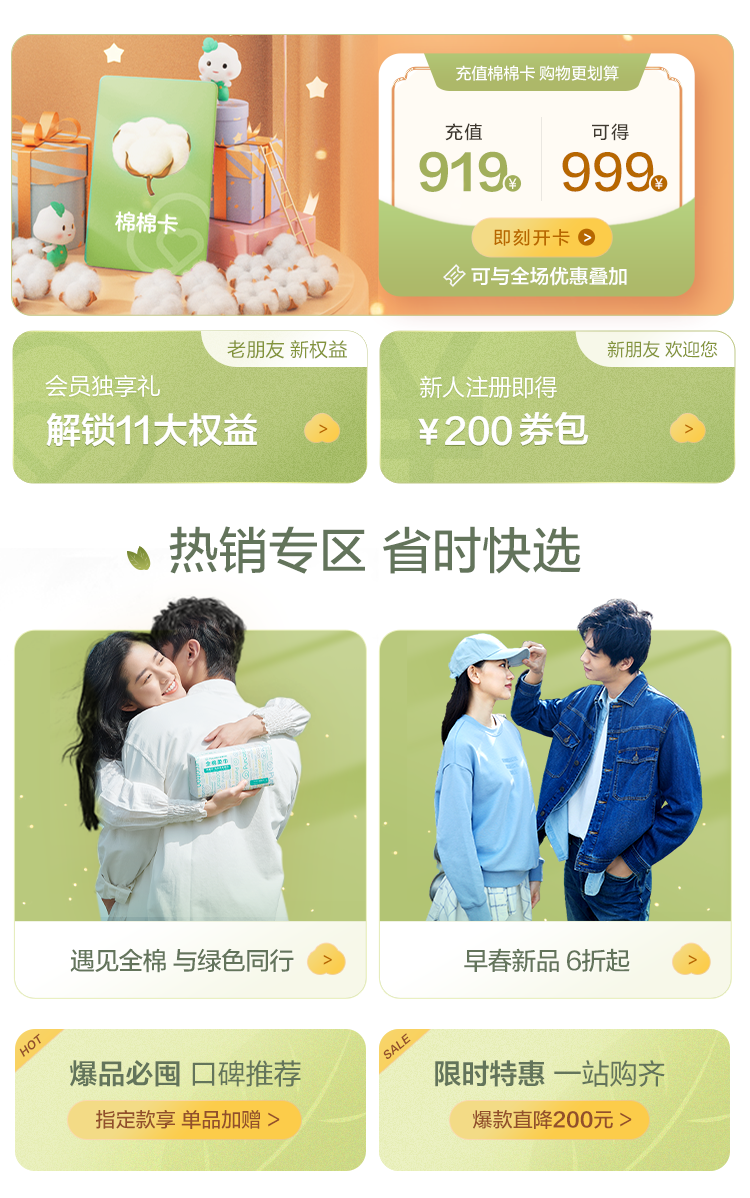 棉棉卡
充值棉棉卡 购物更划算
充值 可得
919¥ 999¥
即刻开卡 >
可与全场优惠叠加
老朋友 新权益
会员独享礼
解锁11大权益 >
新朋友 欢迎您
新人注册即得
¥200券包 >
热销专区 省时快选
全棉柔巾
遇见全棉 与绿色同行 >
早春新品 6折起 >
HOT
爆品必囤 口碑推荐
指定款享 单品加赠 >
SALE
限时特惠 一站购齐
爆款直降200元 >